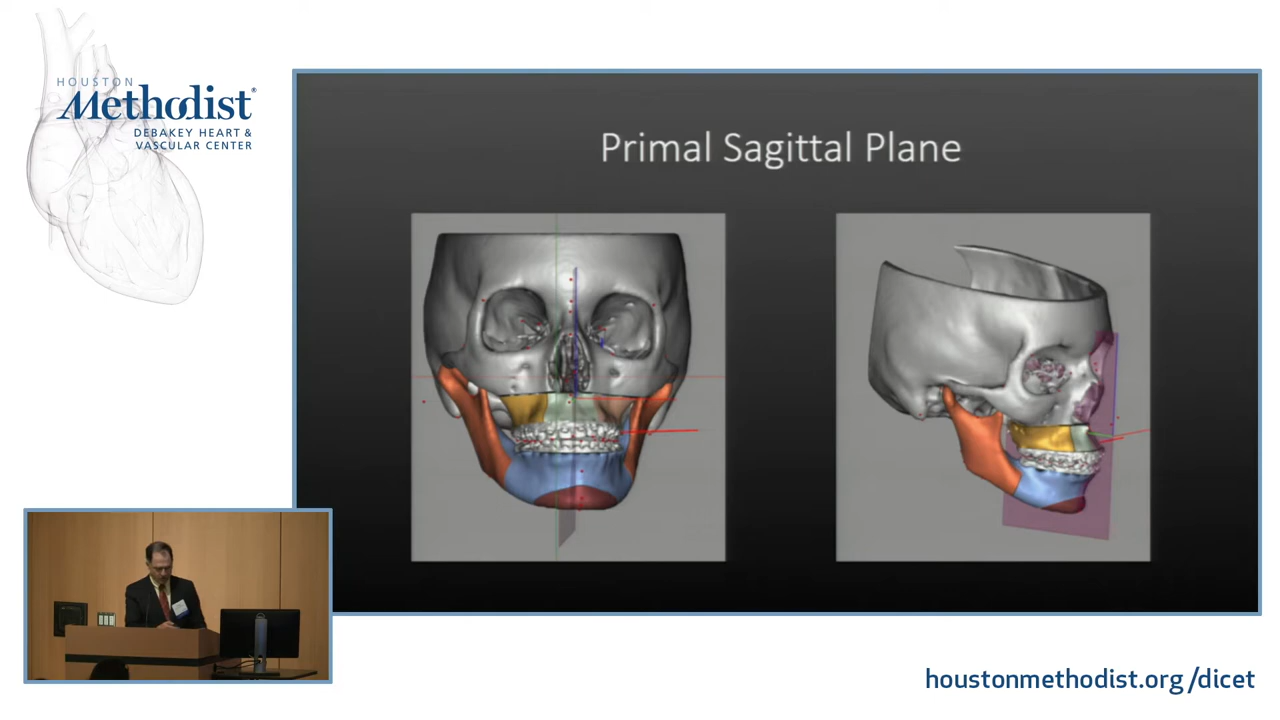 HOUSTON
Methodist®
DEBAKEY HEART &
VASCULAR CENTER
Primal Sagittal Plane
houstonmethodist.org/dicet